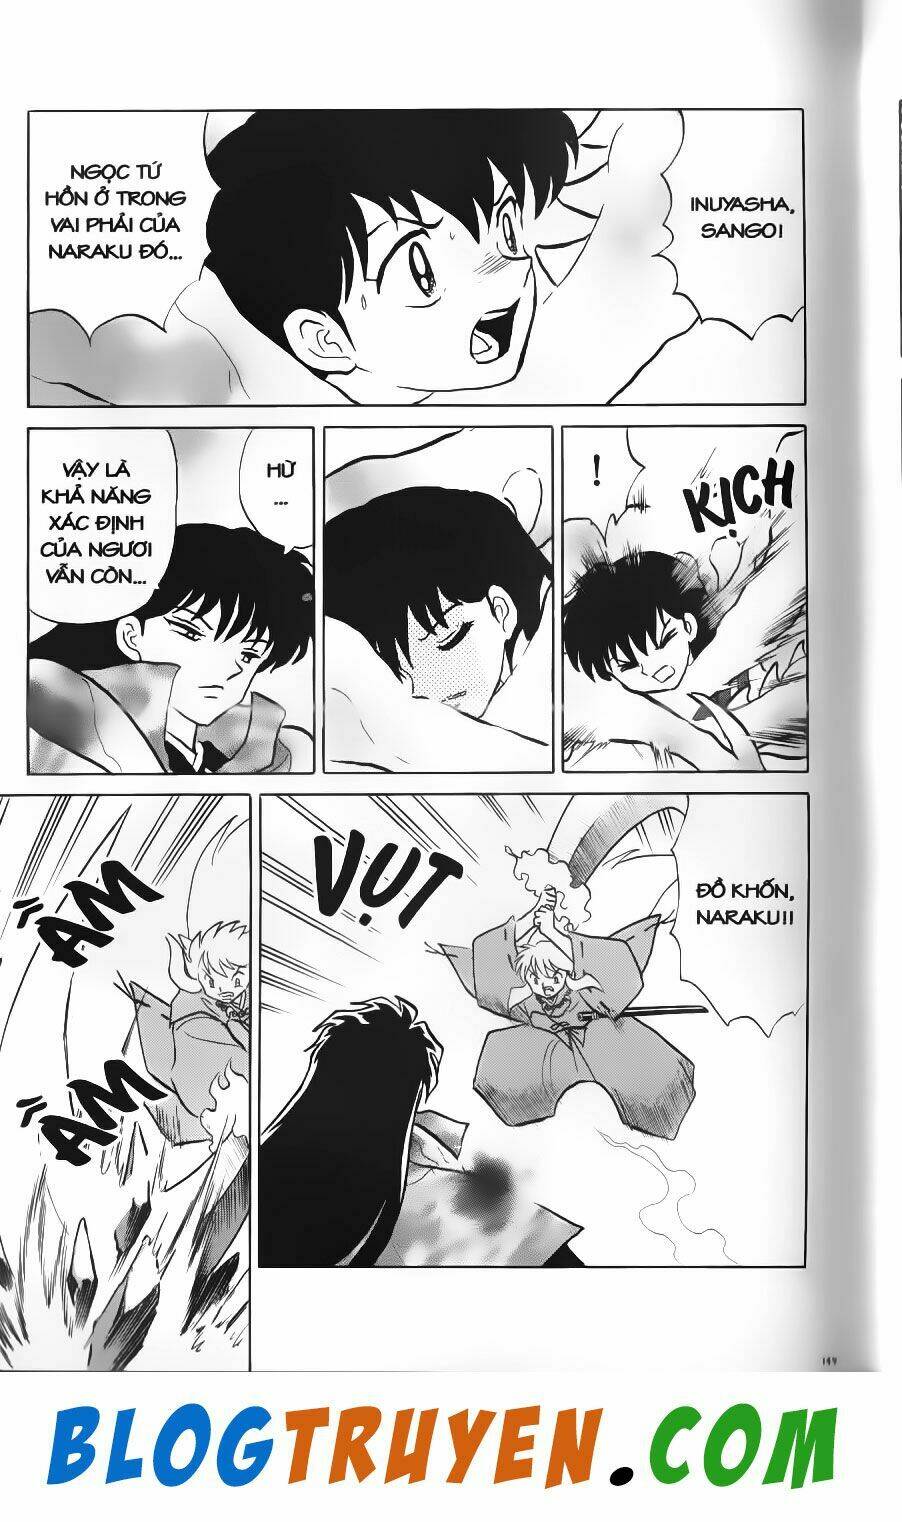 INUYASHA,
SANGO!
NGỌC TỨ
HỒN Ở TRONG
VAI PHẢI CỦA
NARAKU ĐÓ...
KỊCH
!
HỪ
...
VẬY LÀ
KHẢ NĂNG
XÁC ĐỊNH
CỦA NGƯƠI
VẪN CÒN...
ĐỒ KHỐN,
NARAKU!!
VỤT
ẦM
ẦM
BLOGTRUYEN.COM